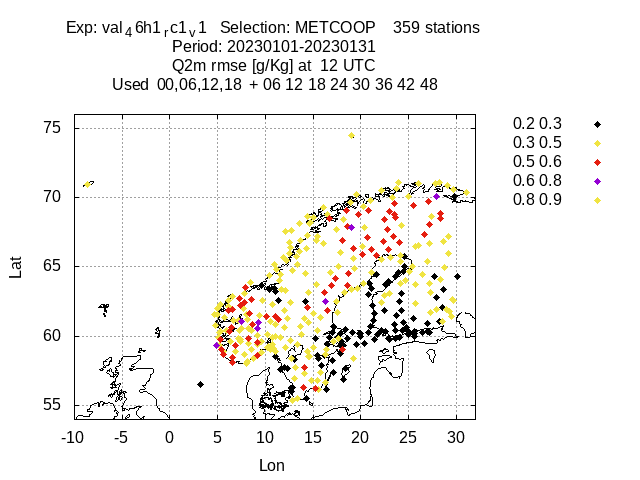 Exp: val4 6h1r c1v 1 Selection: METCOOP 359 stations
Period: 20230101-20230131
Q2m rmse [g/Kg] at 12 UTC
Used 00,06,12,18 + 06 12 18 24 30 36 42 48
0.2 0.3
0.3 0.5
0.5 0.6
0.6 0.8
0.8 0.9
75
70
65
60
55
Lat
-10 -5 0 5 10 15 20 25 30
Lon